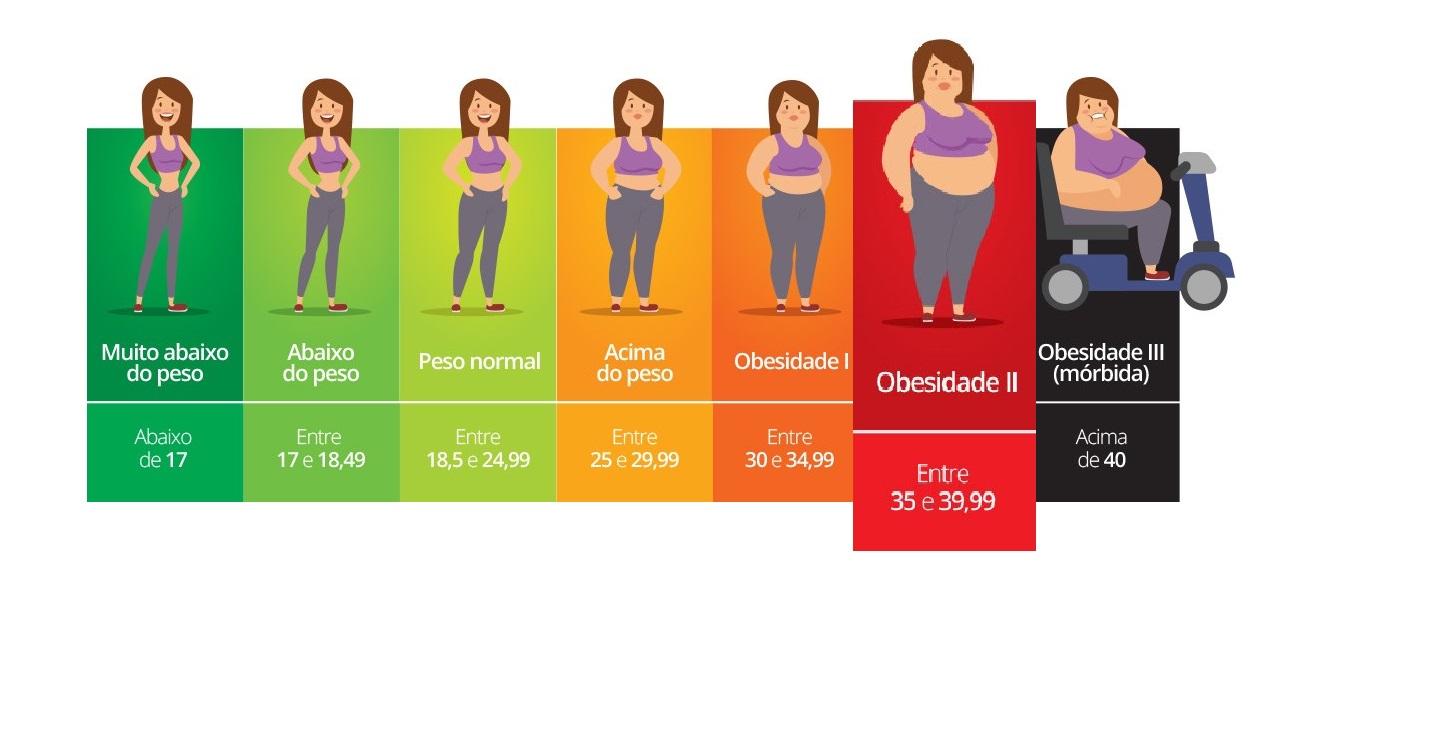 Muito abaixo
do peso
Abaixo
de 17
Abaixo
do peso
Entre
17 e 18,49
Peso normal
Entre
18,5 e 24,99
Acima
do peso
Entre
25 e 29,99
Obesidade I
Entre
30 e 34,99
Obesidade II
Entre
35 e 39,99
Obesidade III
(mórbida)
Acima
de 40